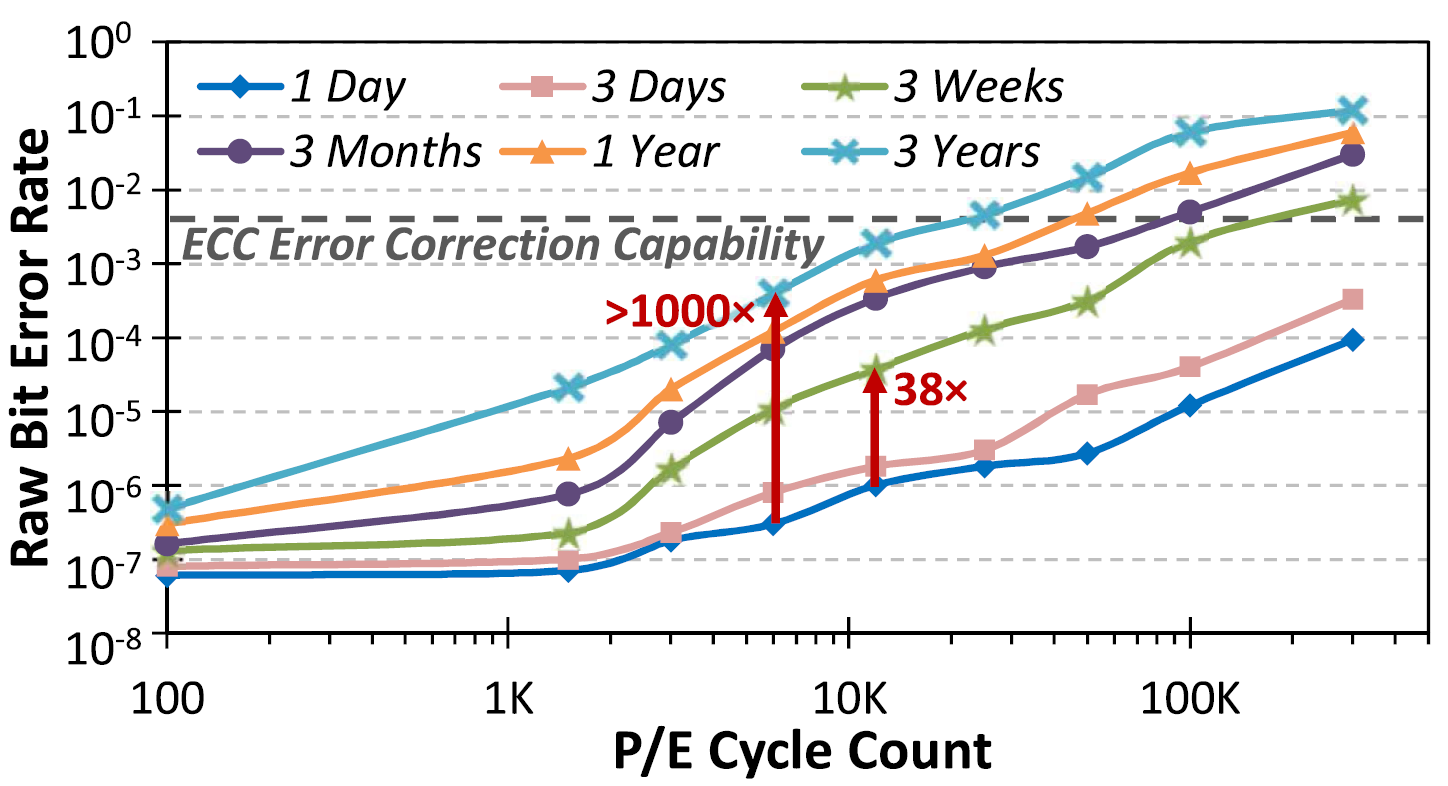 10⁰
10⁻¹
10⁻²
10⁻³
10⁻⁴
10⁻⁵
10⁻⁶
10⁻⁷
10⁻⁸
Raw Bit Error Rate
1 Day 3 Days 3 Weeks
3 Months 1 Year 3 Years
ECC Error Correction Capability
>1000×
38×
100 1K 10K 100K
P/E Cycle Count